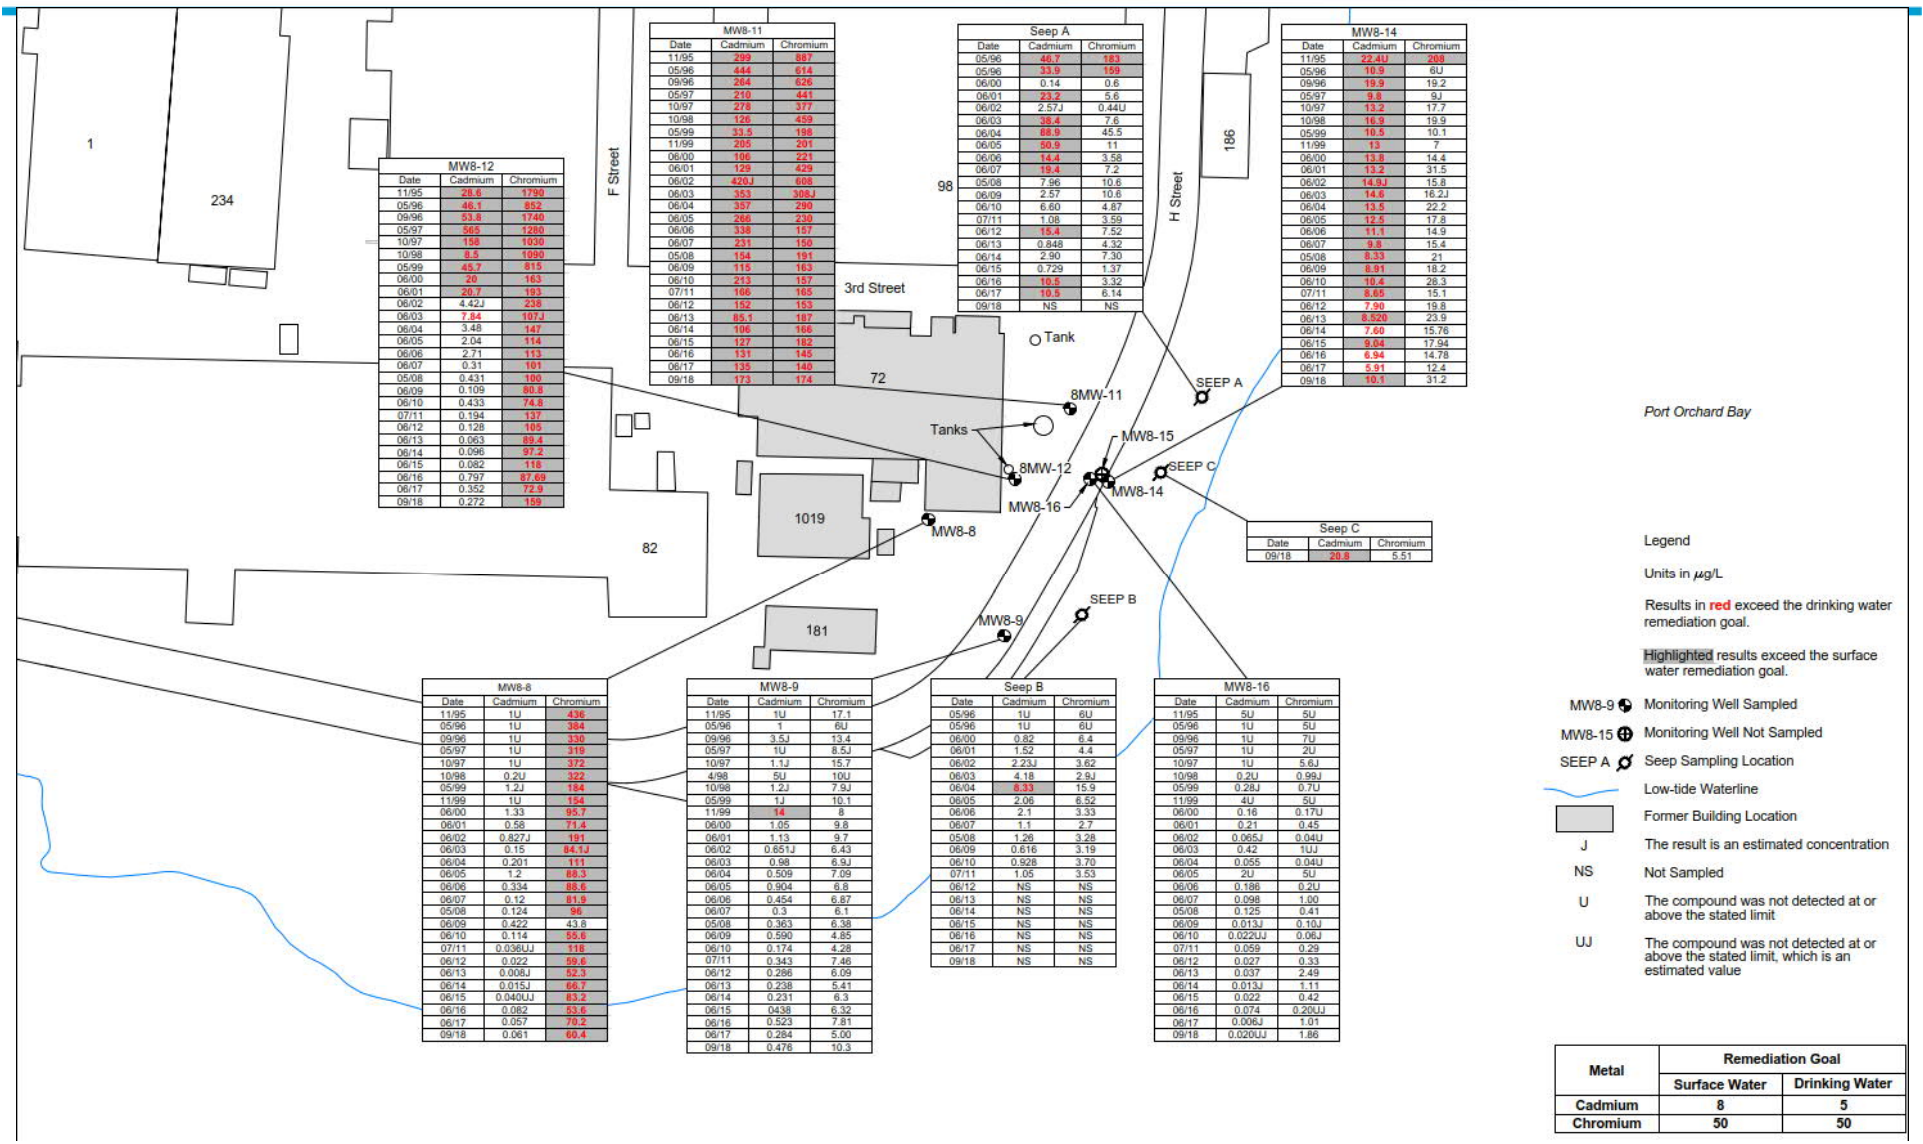 MW8-11
Date Cadmium Chromium
11/95 299 887
05/96 444 614
09/96 264 626
05/97 210 441
10/97 278 377
10/98 126 459
05/99 33.5 198
11/99 205 201
06/00 106 221
06/01 129 429
06/02 420J 608
06/03 353 308J
06/04 357 290
06/05 266 230
06/06 338 157
06/07 231 150
05/08 154 191
06/09 115 163
06/10 213 157
07/11 166 165
06/12 152 153
06/13 85.1 187
06/14 106 166
06/15 127 182
06/16 131 145
06/17 135 140
09/18 173 174
Seep A
Date Cadmium Chromium
05/96 46.7 183
05/96 33.9 159
06/00 0.14 0.6
06/01 23.2 5.6
06/02 2.57J 0.44U
06/03 38.4 7.6
06/04 88.9 45.5
06/05 50.9 11
06/06 14.4 3.58
06/07 19.4 7.2
05/08 7.96 10.6
06/09 2.57 10.6
06/10 6.60 4.87
07/11 1.08 3.59
06/12 15.4 7.52
06/13 0.848 4.32
06/14 2.90 7.30
06/15 0.729 1.37
06/16 10.5 3.32
06/17 10.5 6.14
09/18 NS NS
MW8-14
Date Cadmium Chromium
11/95 22.4U 208
05/96 10.9 6U
09/96 19.9 19.2
05/97 9.8 9J
10/97 13.2 17.7
10/98 16.9 19.9
05/99 10.5 10.1
11/99 13 7
06/00 13.8 14.4
06/01 13.2 31.5
06/02 14.9J 15.8
06/03 14.6 16.2J
06/04 13.5 22.2
06/05 12.5 17.8
06/06 11.1 14.9
06/07 9.8 15.4
05/08 8.33 21
06/09 8.91 18.2
06/10 10.4 28.3
07/11 8.65 15.1
06/12 7.90 19.8
06/13 8.520 23.9
06/14 7.60 15.76
06/15 9.04 17.94
06/16 6.94 14.78
06/17 5.91 12.4
09/18 10.1 31.2
MW8-12
Date Cadmium Chromium
11/95 28.6 1790
05/96 46.1 852
09/96 53.8 1740
05/97 565 1280
10/97 158 1030
10/98 8.5 1090
05/99 45.7 815
06/00 20 163
06/01 20.7 193
06/02 4.42J 238
06/03 7.84 107J
06/04 3.48 147
06/05 2.04 114
06/06 2.71 113
06/07 0.31 101
05/08 0.431 100
06/09 0.109 80.8
06/10 0.433 74.8
07/11 0.194 137
06/12 0.128 105
06/13 0.063 89.4
06/14 0.096 97.2
06/15 0.082 118
06/16 0.797 87.69
06/17 0.352 72.9
09/18 0.272 159
1
234
F Street
98
H Street
186
3rd Street
Tank
72
8MW-11
SEEP A
Port Orchard Bay
Tanks
MW8-15
8MW-12
SEEP C
MW8-14
MW8-16
1019
MW8-8
82
Seep C
Date Cadmium Chromium
09/18 20.8 5.51
SEEP B
MW8-9
181
MW8-8
Date Cadmium Chromium
11/95 1U 436
05/96 1U 384
09/96 1U 330
05/97 1U 319
10/97 1U 372
10/98 0.2U 322
05/99 1.2J 184
11/99 1U 154
06/00 1.33 95.7
06/01 0.58 71.4
06/02 0.827J 191
06/03 0.15 84.1J
06/04 0.201 111
06/05 1.2 88.3
06/06 0.334 88.6
06/07 0.12 81.9
05/08 0.124 96
06/09 0.422 43.8
06/10 0.114 55.6
07/11 0.036UJ 118
06/12 0.022 59.6
06/13 0.008J 52.3
06/14 0.015J 66.7
06/15 0.040UJ 83.2
06/16 0.082 53.6
06/17 0.057 70.2
09/18 0.061 60.4
MW8-9
Date Cadmium Chromium
11/95 1U 17.1
05/96 1 6U
09/96 3.5J 13.4
05/97 1U 8.5J
10/97 1.1J 15.7
4/98 5U 10U
10/98 1.2J 7.9J
05/99 1J 10.1
11/99 14 8
06/00 1.05 9.8
06/01 1.13 9.7
06/02 0.651J 6.43
06/03 0.98 6.9J
06/04 0.509 7.09
06/05 0.904 6.8
06/06 0.454 6.87
06/07 0.3 6.1
05/08 0.363 6.38
06/09 0.590 4.85
06/10 0.174 4.28
07/11 0.343 7.46
06/12 0.286 6.09
06/13 0.238 5.41
06/14 0.231 6.3
06/15 0438 6.32
06/16 0.523 7.81
06/17 0.284 5.00
09/18 0.476 10.3
Seep B
Date Cadmium Chromium
05/96 1U 6U
05/96 1U 6U
06/00 0.82 6.4
06/01 1.52 4.4
06/02 2.23J 3.62
06/03 4.18 2.9J
06/04 8.33 15.9
06/05 2.06 6.52
06/06 2.1 3.33
06/07 1.1 2.7
05/08 1.26 3.28
06/09 0.616 3.19
06/10 0.928 3.70
07/11 1.05 3.53
06/12 NS NS
06/13 NS NS
06/14 NS NS
06/15 NS NS
06/16 NS NS
06/17 NS NS
09/18 NS NS
MW8-16
Date Cadmium Chromium
11/95 5U 5U
05/96 1U 5U
09/96 1U 7U
05/97 1U 2U
10/97 1U 5.6J
10/98 0.2U 0.99J
05/99 0.28J 0.7U
11/99 4U 5U
06/00 0.16 0.17U
06/01 0.21 0.45
06/02 0.065J 0.04U
06/03 0.42 1UJ
06/04 0.055 0.04U
06/05 2U 5U
06/06 0.186 0.2U
06/07 0.098 1.00
05/08 0.125 0.41
06/09 0.013J 0.10J
06/10 0.022UJ 0.06J
07/11 0.059 0.29
06/12 0.027 0.33
06/13 0.037 2.49
06/14 0.013J 1.11
06/15 0.022 0.42
06/16 0.074 0.20UJ
06/17 0.006J 1.01
09/18 0.020UJ 1.86
Legend
Units in μg/L
Results in red exceed the drinking water
remediation goal.
Highlighted results exceed the surface
water remediation goal.
MW8-9 Monitoring Well Sampled
MW8-15 Monitoring Well Not Sampled
SEEP A Seep Sampling Location
Low-tide Waterline
Former Building Location
J The result is an estimated concentration
NS Not Sampled
U The compound was not detected at or
above the stated limit
UJ The compound was not detected at or
above the stated limit, which is an
estimated value
Metal Remediation Goal
Surface Water Drinking Water
Cadmium 8 5
Chromium 50 50